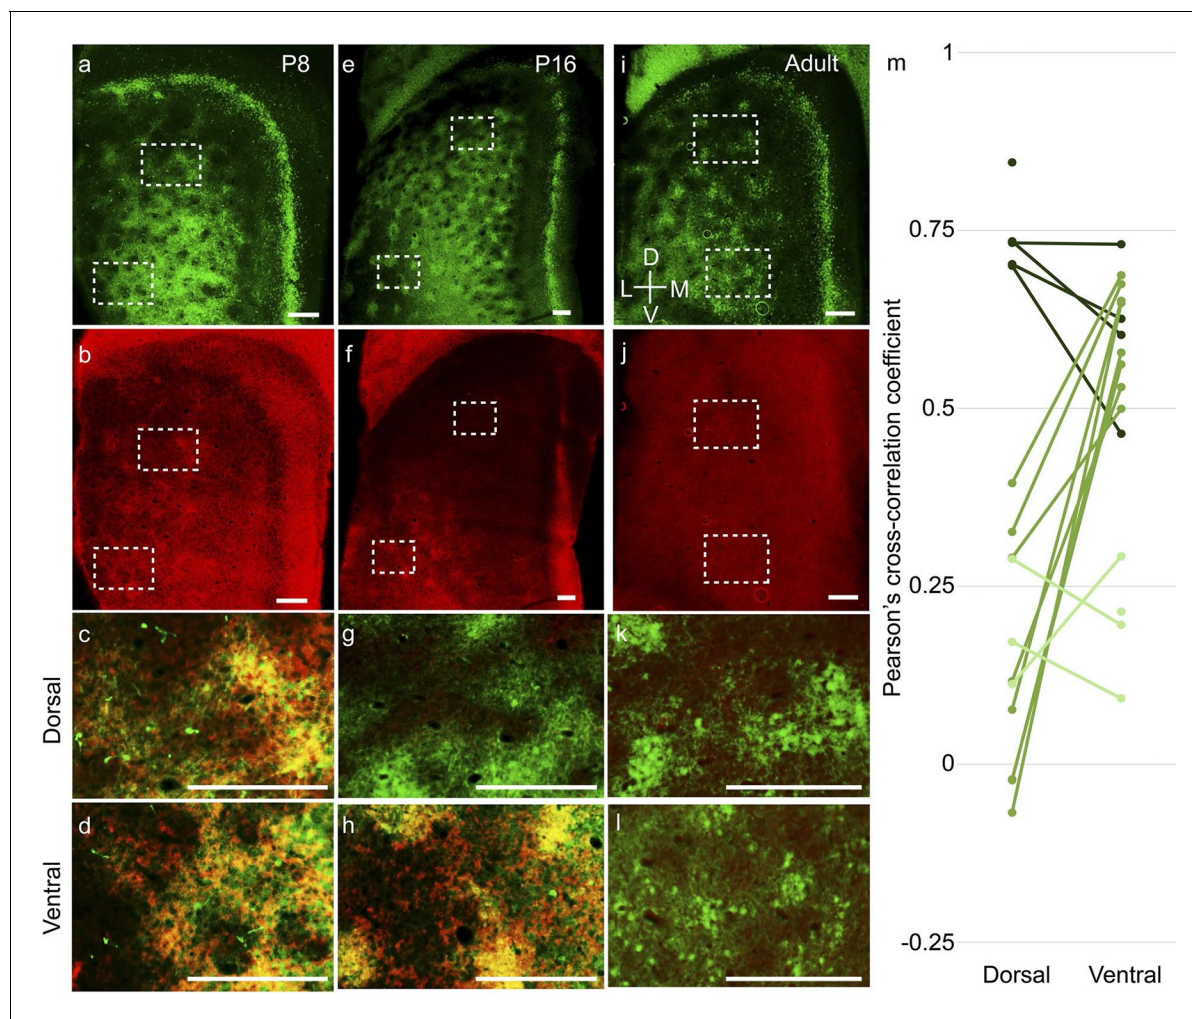 a P8
e P16
i Adult
D
L M
V
b
f
j
Dorsal
c
g
k
Ventral
d
h
l
m
Pearson's cross-correlation coefficient
1
0.75
0.5
0.25
0
-0.25
Dorsal
Ventral